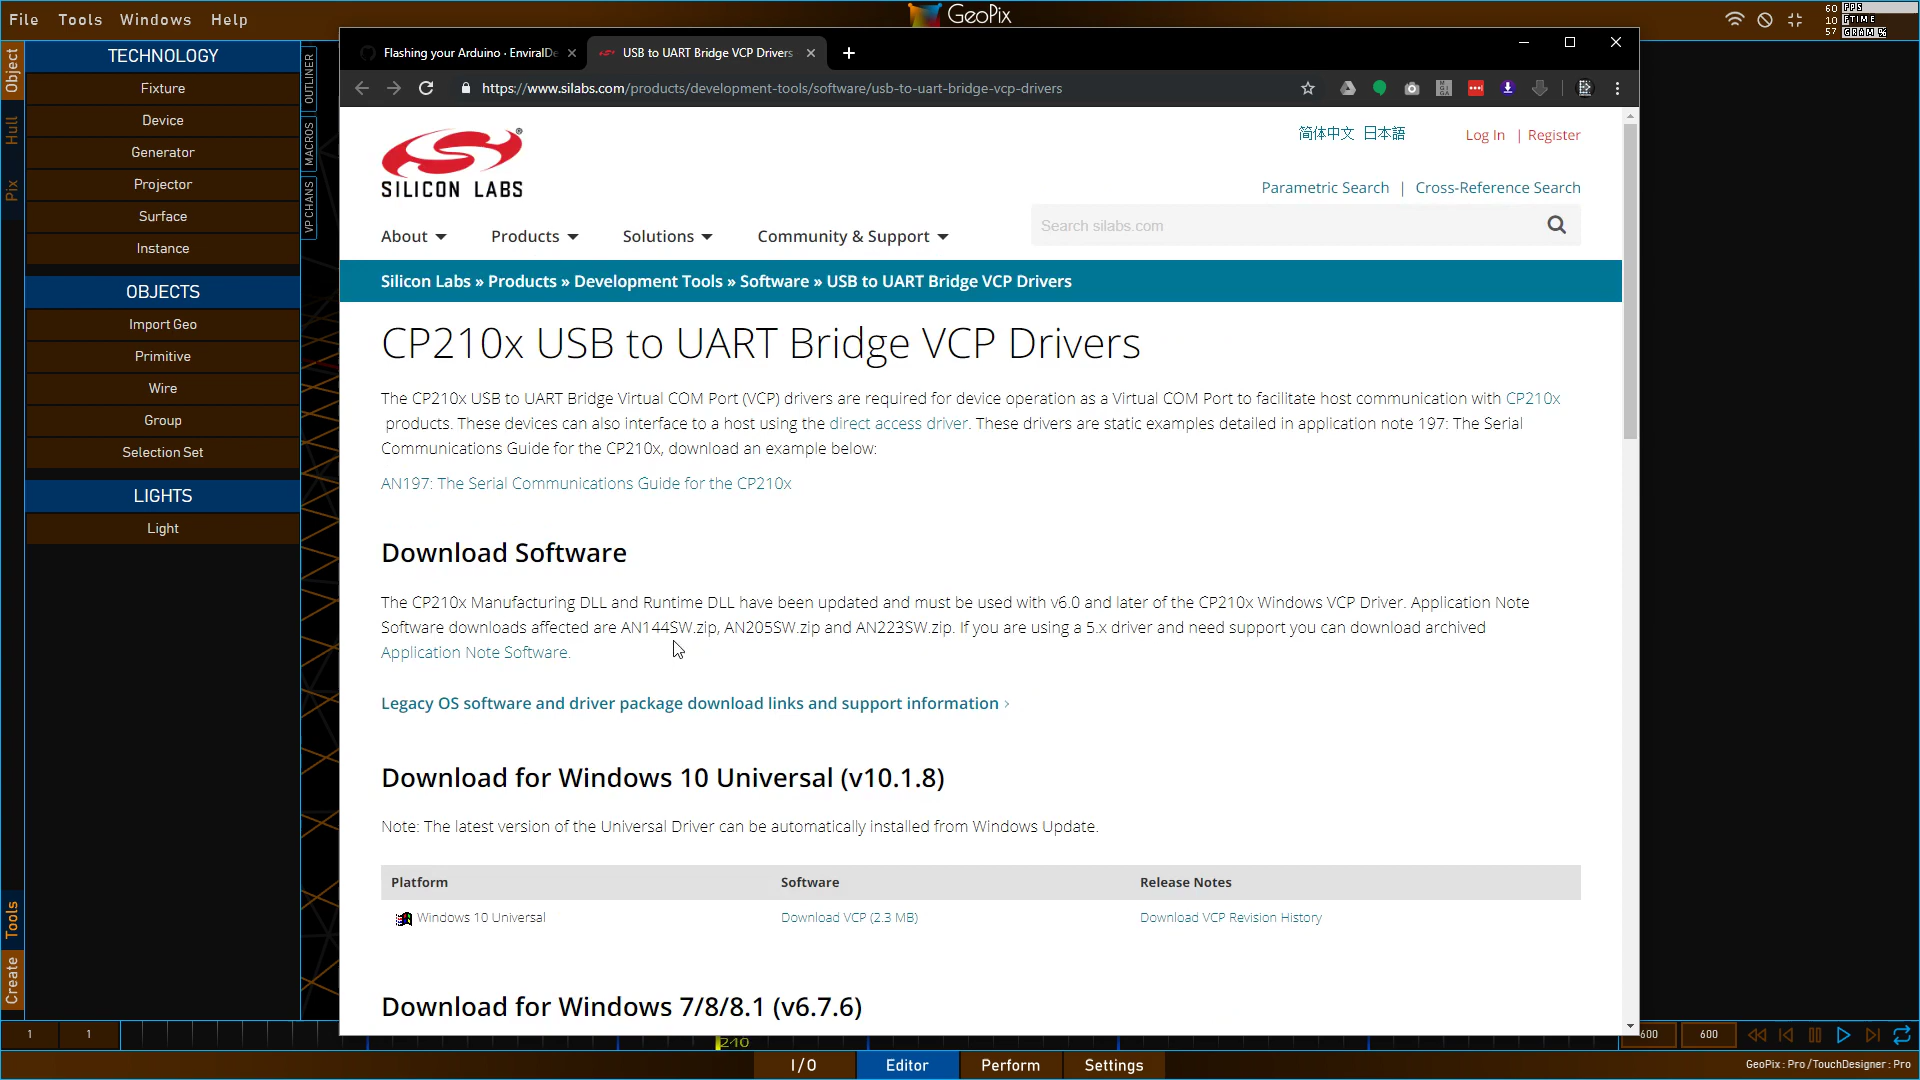 File Tools Windows Help
GeoPix
60 FPS
10 FTIME
57 GRAM %
Object
Hull
Pix
Tools
Create
OUTLINER
MACROS
VP CHANS
TECHNOLOGY
Fixture
Device
Generator
Projector
Surface
Instance
OBJECTS
Import Geo
Primitive
Wire
Group
Selection Set
LIGHTS
Light
Flashing your Arduino · EnviralDe
USB to UART Bridge VCP Drivers
https://www.silabs.com/products/development-tools/software/usb-to-uart-bridge-vcp-drivers
SILICON LABS
简体中文 日本語
Log In | Register
Parametric Search | Cross-Reference Search
Search silabs.com
About Products Solutions Community & Support
Silicon Labs » Products » Development Tools » Software » USB to UART Bridge VCP Drivers
CP210x USB to UART Bridge VCP Drivers
The CP210x USB to UART Bridge Virtual COM Port (VCP) drivers are required for device operation as a Virtual COM Port to facilitate host communication with CP210x
products. These devices can also interface to a host using the direct access driver. These drivers are static examples detailed in application note 197: The Serial
Communications Guide for the CP210x, download an example below:
AN197: The Serial Communications Guide for the CP210x
Download Software
The CP210x Manufacturing DLL and Runtime DLL have been updated and must be used with v6.0 and later of the CP210x Windows VCP Driver. Application Note
Software downloads affected are AN144SW.zip, AN205SW.zip and AN223SW.zip. If you are using a 5.x driver and need support you can download archived
Application Note Software.
Legacy OS software and driver package download links and support information ›
Download for Windows 10 Universal (v10.1.8)
Note: The latest version of the Universal Driver can be automatically installed from Windows Update.
Platform Software Release Notes
Windows 10 Universal Download VCP (2.3 MB) Download VCP Revision History
Download for Windows 7/8/8.1 (v6.7.6)
1 1 240 600 600
I/O Editor Perform Settings
GeoPix : Pro / TouchDesigner : Pro